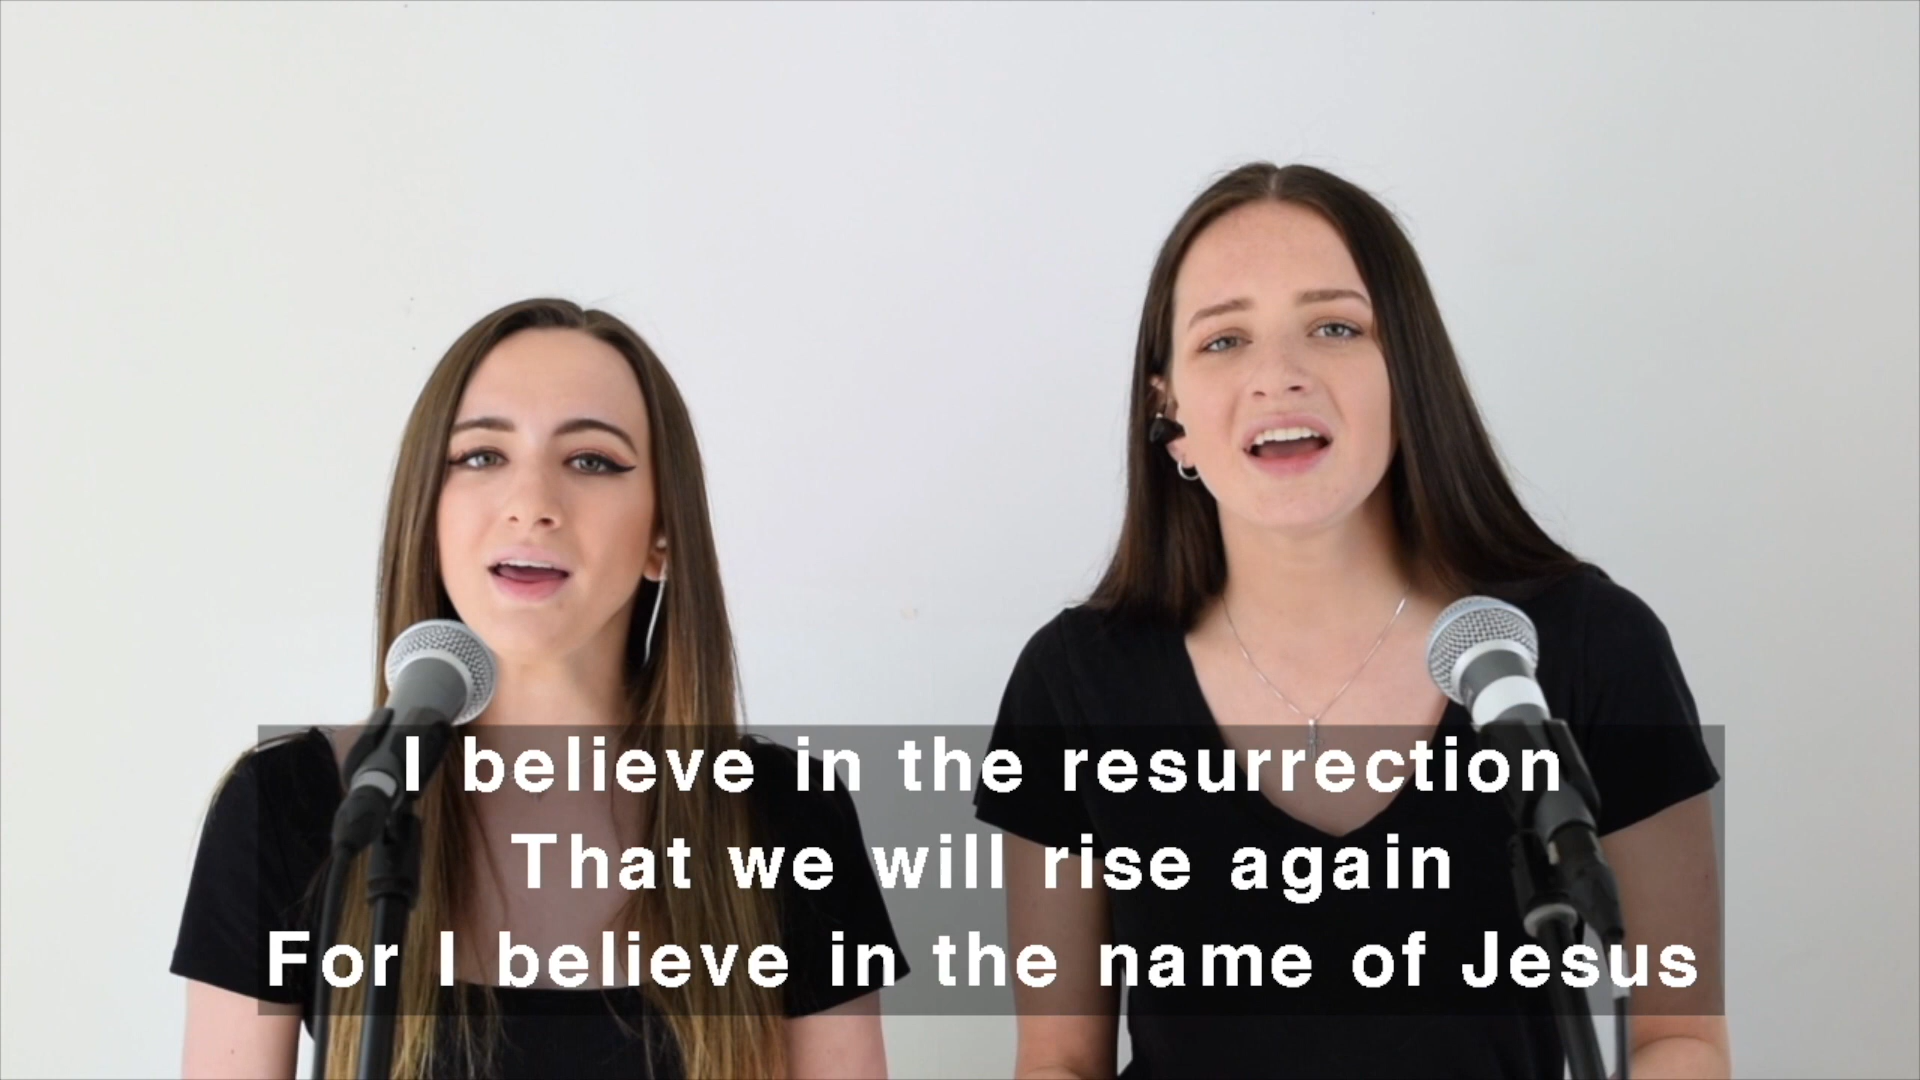 I believe in the resurrection
That we will rise again
For I believe in the name of Jesus